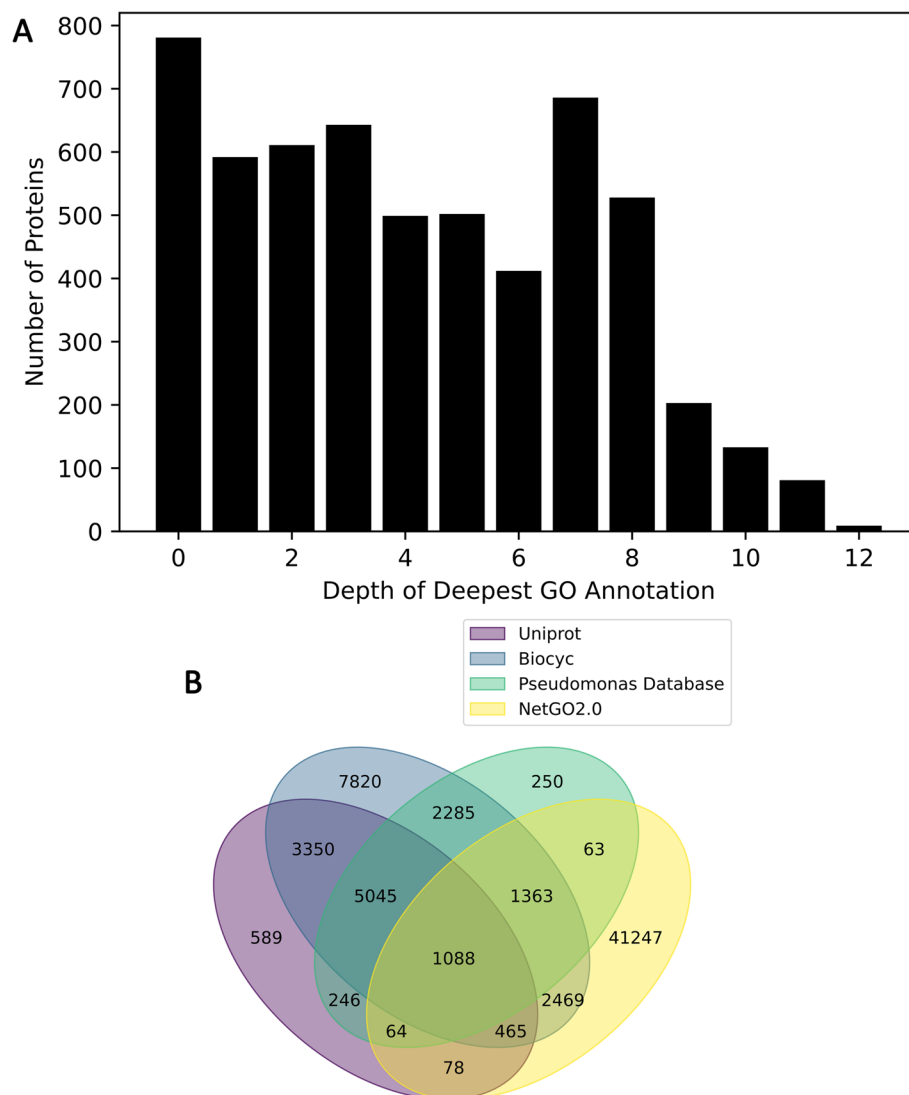 A
800
700
600
500
400
300
200
100
0
Number of Proteins
0 2 4 6 8 10 12
Depth of Deepest GO Annotation
Uniprot
Biocyc
Pseudomonas Database
NetGO2.0
B
7820 250
2285
3350 63
5045 1363
589 41247
1088
246 2469
64 465
78